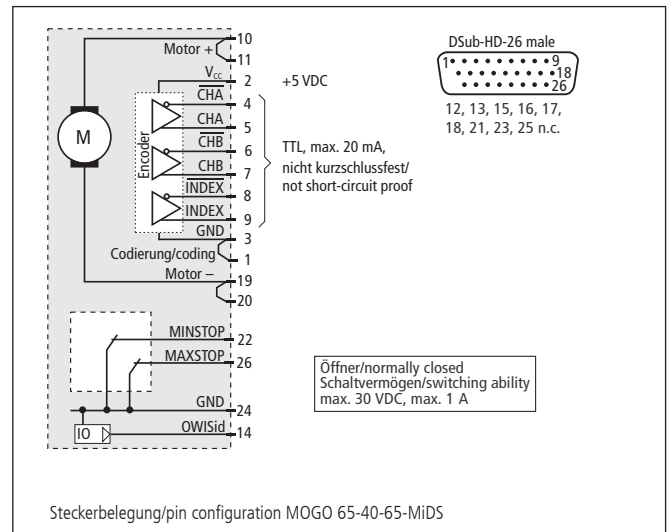 10
Motor +
11
Vcc
2
+5 VDC
CHA
4
CHA
5
CHB
6
CHB
7
INDEX
8
INDEX
9
GND
3
Codierung/coding
1
Motor –
19
20
M
Encoder
TTL, max. 20 mA,
nicht kurzschlussfest/
not short-circuit proof
DSub-HD-26 male
1
9
18
26
12, 13, 15, 16, 17,
18, 21, 23, 25 n.c.
MINSTOP
22
MAXSTOP
26
GND
24
IO
OWISid
14
Öffner/normally closed
Schaltvermögen/switching ability
max. 30 VDC, max. 1 A
Steckerbelegung/pin configuration MOGO 65-40-65-MiDS